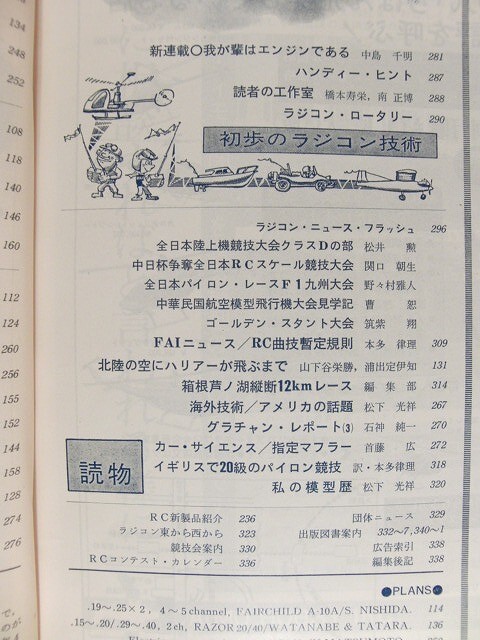 新連載○我が輩はエンジンである 中島 千明 281
ハンディー・ヒント 287
読者の工作室 橋本寿栄, 南 正博 288
ラジコン・ロータリー 290
初歩のラジコン技術
ラジコン・ニュース・フラッシュ 296
全日本陸上機競技大会クラスDの部 松井 勲
中日杯争奪全日本RCスケール競技大会 関口 朝生
全日本パイロン・レースF1九州大会 野々村雅人
中華民国航空模型飛行機大会見学記 曹 恕
ゴールデン・スタント大会 筑紫 翔
FAIニュース／RC曲技暫定規則 本多 律理 309
北陸の空にハリアーが飛ぶまで 山下谷栄勝, 浦出定伊知 131
箱根芦ノ湖縦断12kmレース 編 集 部 314
海外技術／アメリカの話題 松下 光祥 267
グラチャン・レポート(3) 石神 純一 270
カー・サイエンス／指定マフラー 首藤 広 272
読物
イギリスで20級のパイロン競技 訳・本多律理 318
私の模型歴 松下 光祥 320
RC新製品紹介 236
ラジコン東から西から 323
競技会案内 330
RCコンテスト・カレンダー 336
団体ニュース 329
出版図書案内 332〜7,340〜1
広告索引 338
編集後記 338
●PLANS●
.19〜.25×2, 4〜5channel, FAIRCHILD A-10A/S. NISHIDA. 114
.15〜.20/.29〜.40, 2ch, RAZOR 20/40/WATANABE & TATARA. 136
134
248
252
108
118
140
146
160
112
124
260
256
155
152
144
158
128
274
276